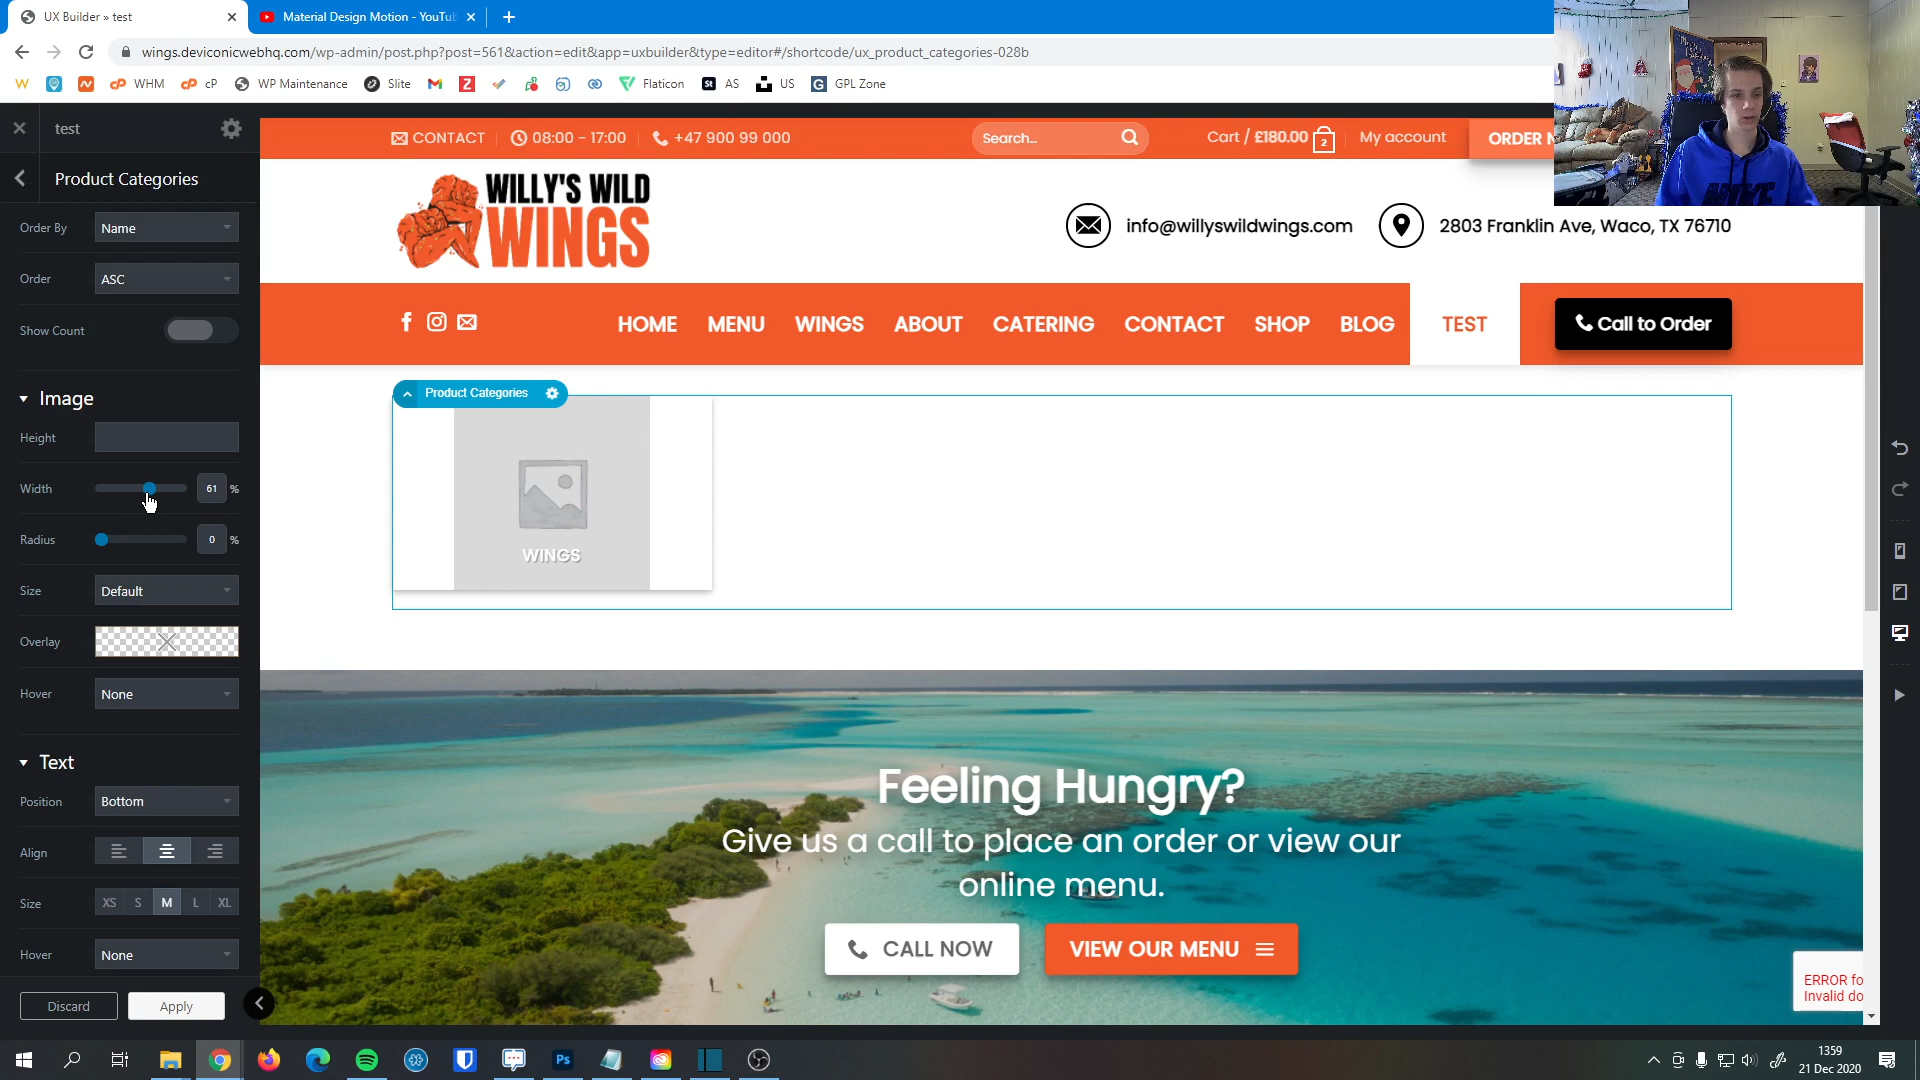 UX Builder » test
Material Design Motion - YouTub
wings.deviconicwebhq.com/wp-admin/post.php?post=561&action=edit&app=uxbuilder&type=editor#/shortcode/ux_product_categories-028b
WHM
cP
WP Maintenance
Slite
Flaticon
AS
US
GPL Zone
test
Product Categories
Order By
Name
Order
ASC
Show Count
Image
Height
Width
61
%
Radius
0
%
Size
Default
Overlay
Hover
None
Text
Position
Bottom
Align
Size
XS
S
M
L
XL
Hover
None
Discard
Apply
CONTACT
08:00 - 17:00
+47 900 99 000
Search...
Cart / £180.00
2
My account
ORDER N
WILLY'S WILD
WINGS
info@willyswildwings.com
2803 Franklin Ave, Waco, TX 76710
HOME
MENU
WINGS
ABOUT
CATERING
CONTACT
SHOP
BLOG
TEST
Call to Order
Product Categories
WINGS
Feeling Hungry?
Give us a call to place an order or view our
online menu.
CALL NOW
VIEW OUR MENU
ERROR fo
Invalid do
1359
21 Dec 2020